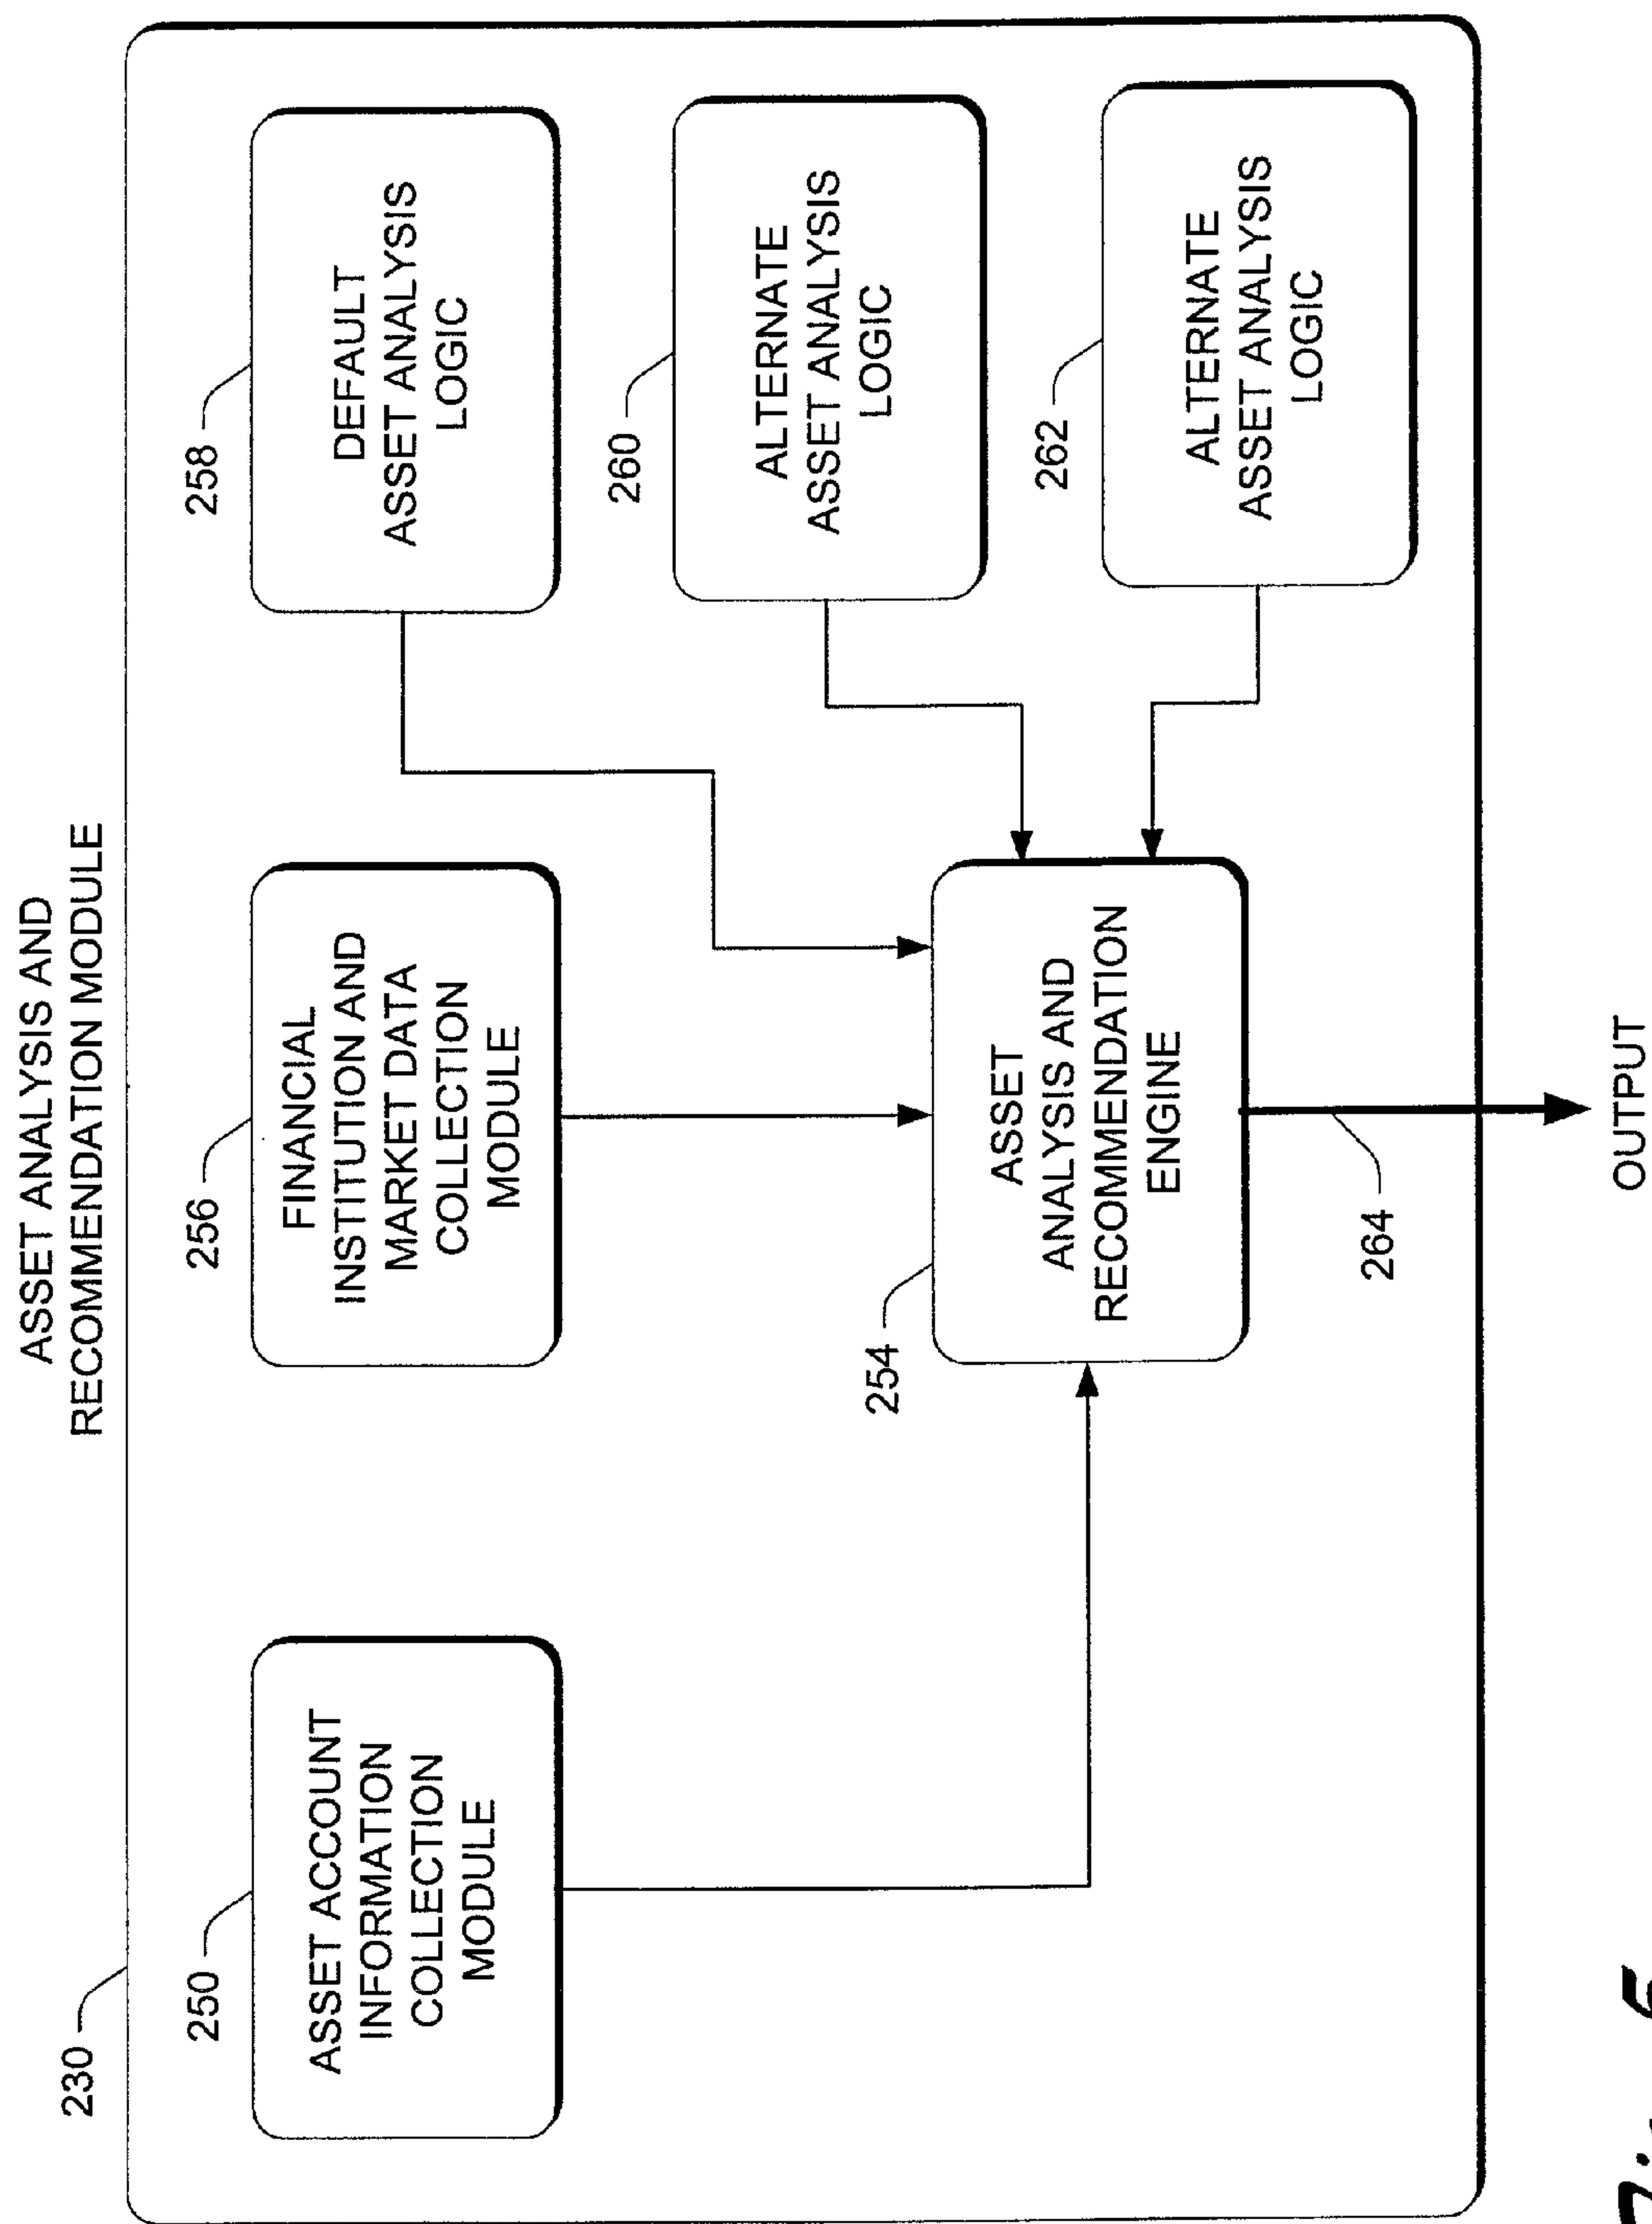 ASSET ANALYSIS AND
RECOMMENDATION MODULE
230
250
ASSET ACCOUNT
INFORMATION
COLLECTION
MODULE
256
FINANCIAL
INSTITUTION AND
MARKET DATA
COLLECTION
MODULE
258
DEFAULT
ASSET ANALYSIS
LOGIC
260
ALTERNATE
ASSET ANALYSIS
LOGIC
262
ALTERNATE
ASSET ANALYSIS
LOGIC
254
ASSET
ANALYSIS AND
RECOMMENDATION
ENGINE
264
OUTPUT